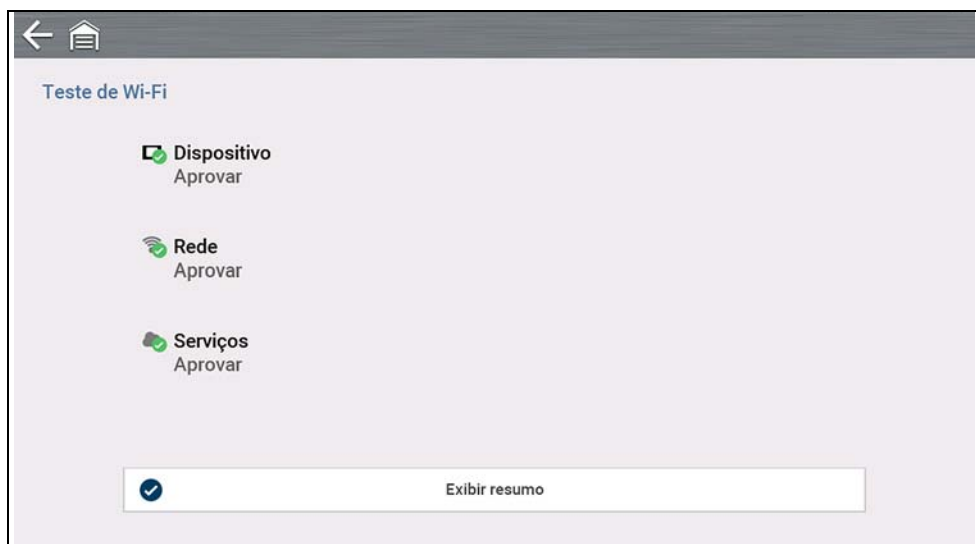 Teste de Wi-Fi
Dispositivo
Aprovar
Rede
Aprovar
Serviços
Aprovar
Exibir resumo